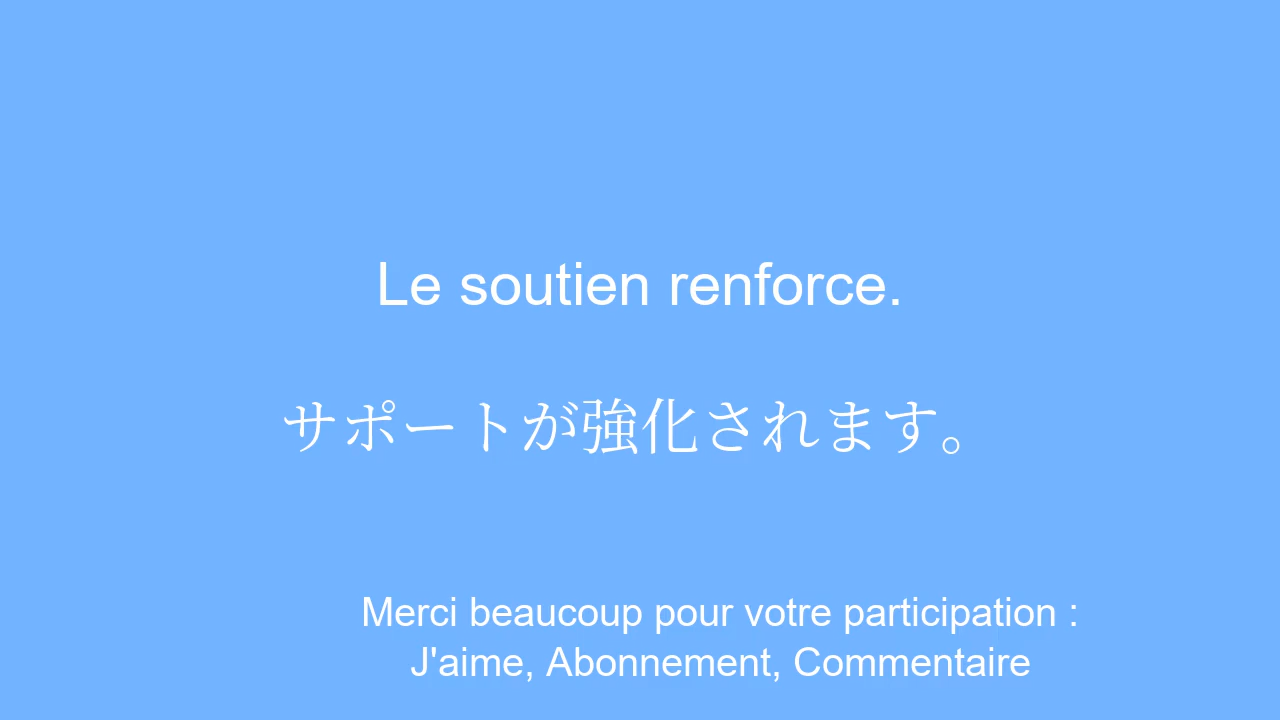 Le soutien renforce.
サポートが強化されます。
Merci beaucoup pour votre participation :
J'aime, Abonnement, Commentaire